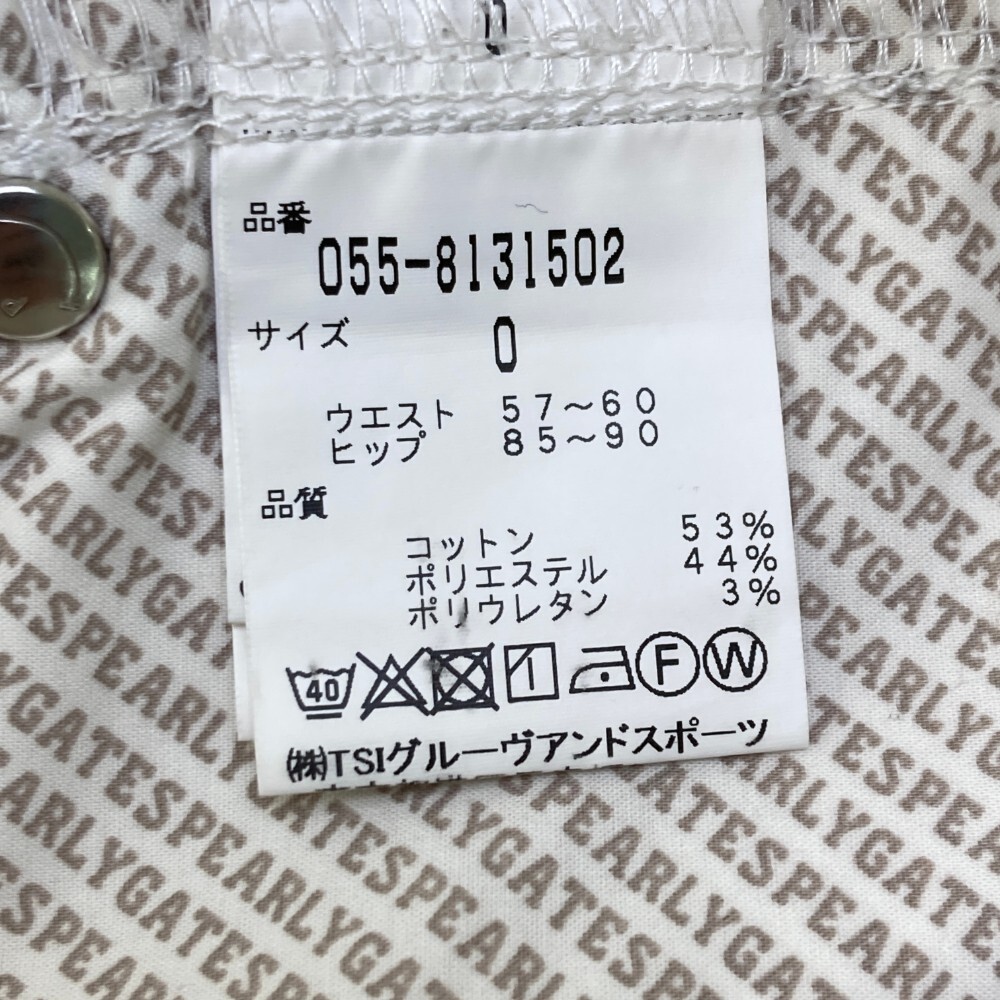 品番
055-8131502
サイズ 0
ウエスト 57～60
ヒップ 85～90
品質
コットン 53%
ポリエステル 44%
ポリウレタン 3%
40 F W
㈱TSIグルーヴアンドスポーツ
PEARLYGATES PEARLYGATES